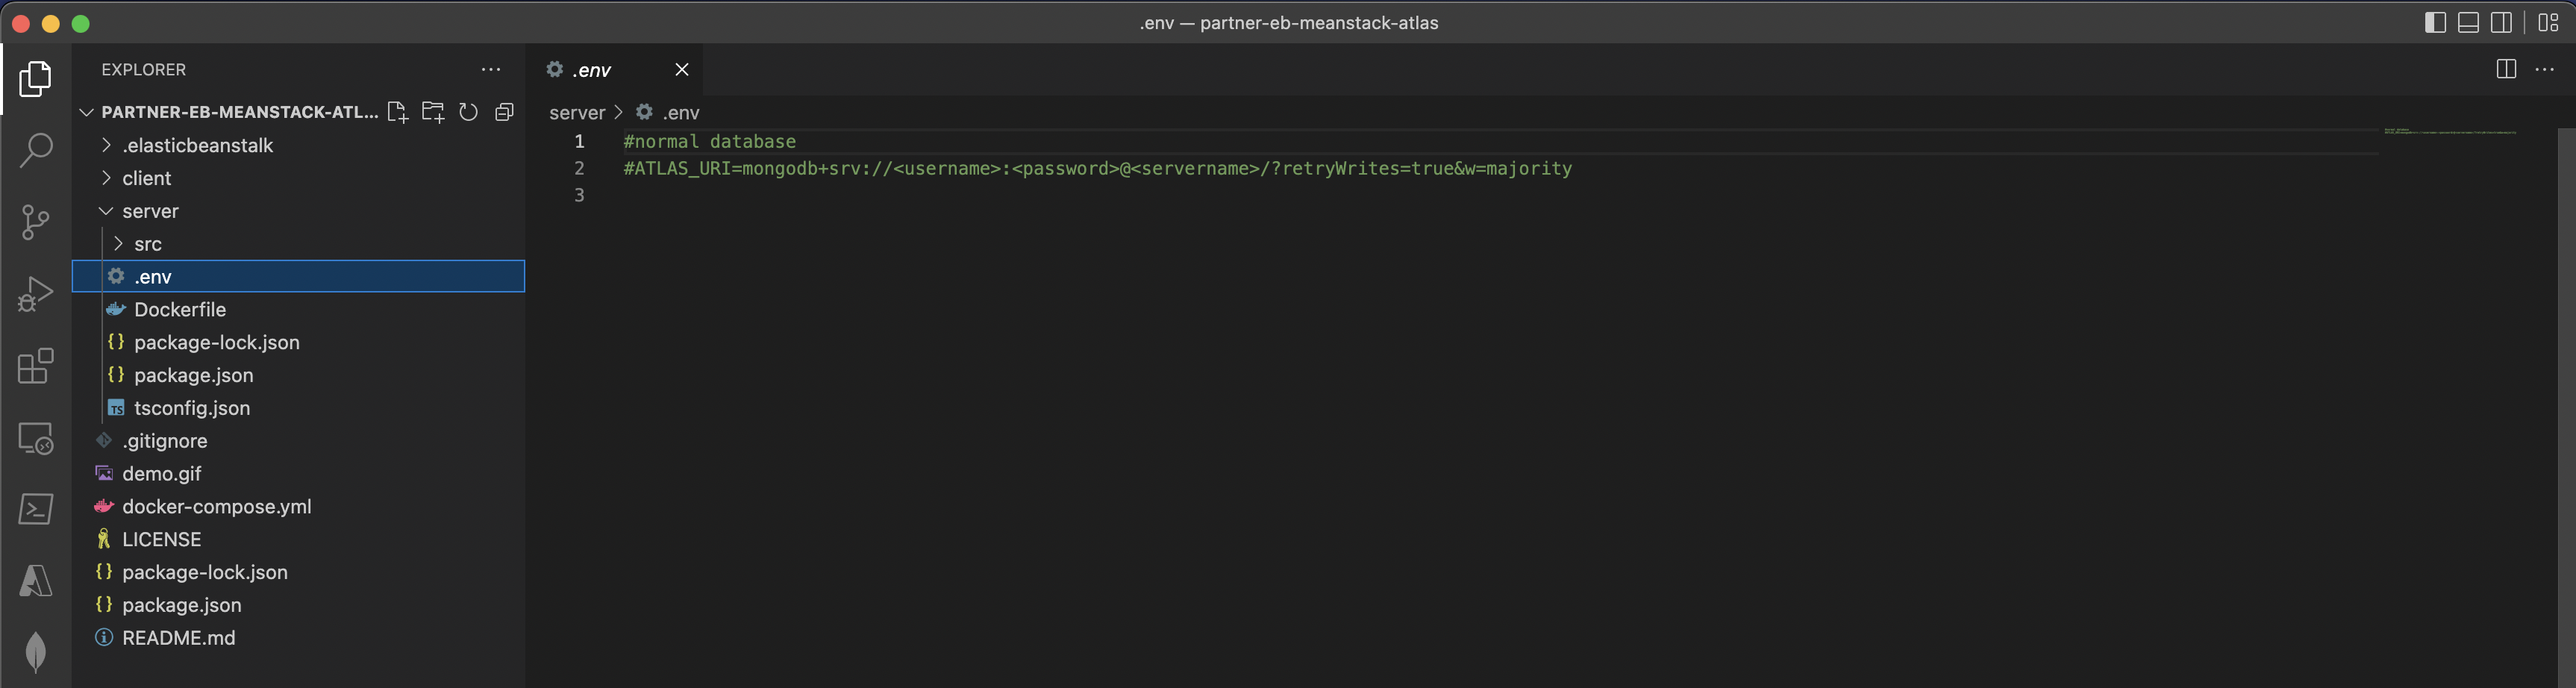 .env — partner-eb-meanstack-atlas
EXPLORER
PARTNER-EB-MEANSTACK-ATL...
.elasticbeanstalk
client
server
src
.env
Dockerfile
package-lock.json
package.json
TS tsconfig.json
.gitignore
demo.gif
docker-compose.yml
LICENSE
package-lock.json
package.json
README.md
.env
server > .env
1 #normal database
2 #ATLAS_URI=mongodb+srv://<username>:<password>@<servername>/?retryWrites=true&w=majority
3